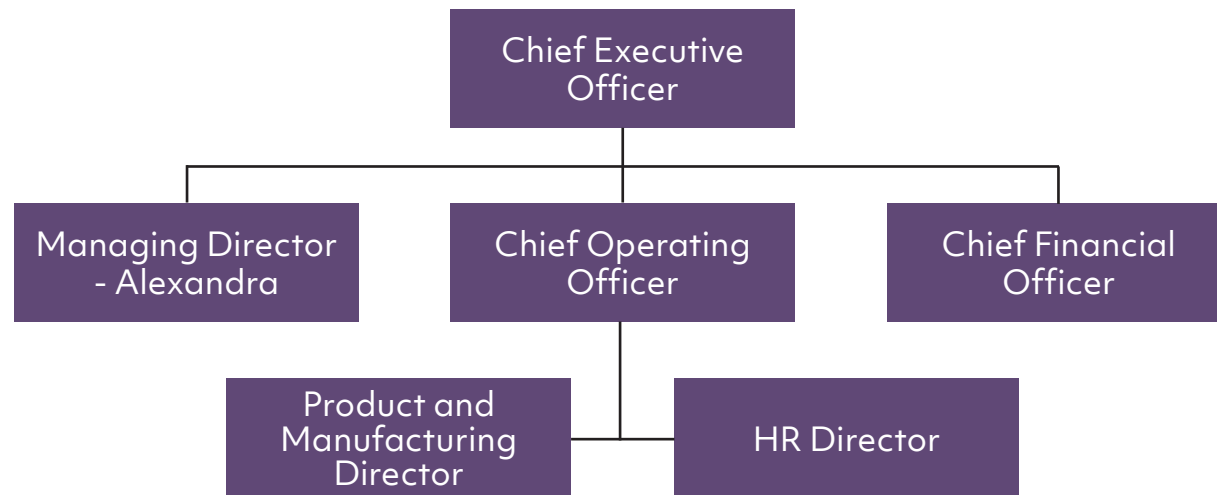 Chief Executive
Officer
Managing Director
- Alexandra
Chief Operating
Officer
Chief Financial
Officer
Product and
Manufacturing
Director
HR Director